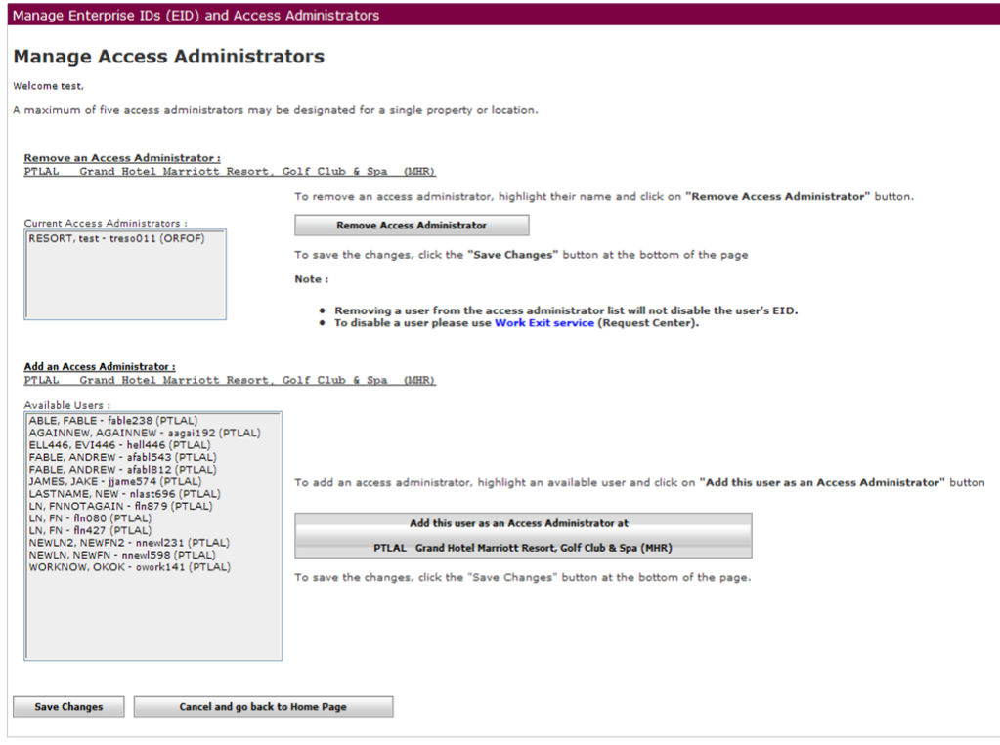 Manage Enterprise IDs (EID) and Access Administrators
Manage Access Administrators
Welcome test,
A maximum of five access administrators may be designated for a single property or location.
Remove an Access Administrator :
PTLAL Grand Hotel Marriott Resort, Golf Club & Spa (MHR)
To remove an access administrator, highlight their name and click on "Remove Access Administrator" button.
Current Access Administrators :
RESORT, test - treso011 (ORFOF)
Remove Access Administrator
To save the changes, click the "Save Changes" button at the bottom of the page
Note :
• Removing a user from the access administrator list will not disable the user's EID.
• To disable a user please use Work Exit service (Request Center).
Add an Access Administrator :
PTLAL Grand Hotel Marriott Resort, Golf Club & Spa (MHR)
Available Users :
ABLE, FABLE - fable238 (PTLAL)
AGAINNEW, AGAINNEW - aagai192 (PTLAL)
ELL446, EVI446 - hell446 (PTLAL)
FABLE, ANDREW - afabl543 (PTLAL)
FABLE, ANDREW - afabl812 (PTLAL)
JAMES, JAKE - jjame574 (PTLAL)
LASTNAME, NEW - nlast696 (PTLAL)
LN, FNNOTAGAIN - fln879 (PTLAL)
LN, FN - fln080 (PTLAL)
LN, FN - fln427 (PTLAL)
NEWLN2, NEWFN2 - nnewl231 (PTLAL)
NEWLN, NEWFN - nnewl598 (PTLAL)
WORKNOW, OKOK - owork141 (PTLAL)
To add an access administrator, highlight an available user and click on "Add this user as an Access Administrator" button
Add this user as an Access Administrator at
PTLAL Grand Hotel Marriott Resort, Golf Club & Spa (MHR)
To save the changes, click the "Save Changes" button at the bottom of the page.
Save Changes
Cancel and go back to Home Page